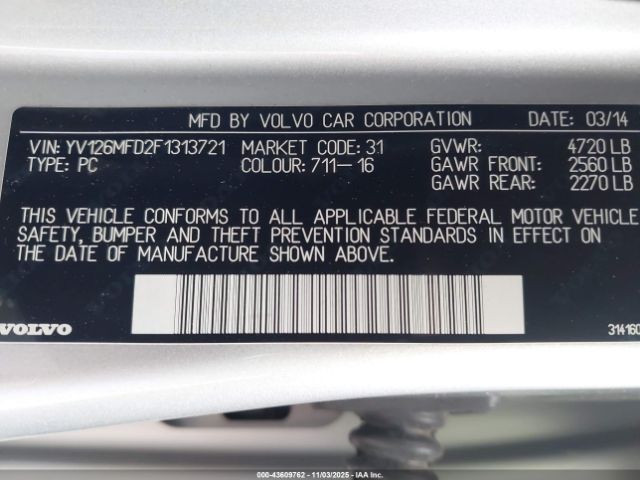 MFD BY VOLVO CAR CORPORATION DATE: 03/14
VIN: YV126MFD2F1313721 MARKET CODE: 31 GVWR: 4720 LB
TYPE: PC COLOUR: 711-16 GAWR FRONT: 2560 LB
GAWR REAR: 2270 LB
THIS VEHICLE CONFORMS TO ALL APPLICABLE FEDERAL MOTOR VEHICLE
SAFETY, BUMPER AND THEFT PREVENTION STANDARDS IN EFFECT ON
THE DATE OF MANUFACTURE SHOWN ABOVE.
VOLVO 314160
000-43609762 - 11/03/2025 - IAA Inc.